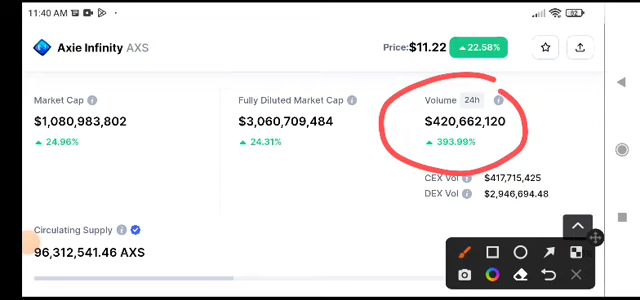 11:40 AM
82
Axie Infinity AXS
Price:$11.22 22.58%
Market Cap
Fully Diluted Market Cap
Volume 24h
$1,080,983,802
$3,060,709,484
$420,662,120
24.96%
24.31%
393.99%
CEX Vol $417,715,425
DEX Vol $2,946,694.48
Circulating Supply
96,312,541.46 AXS